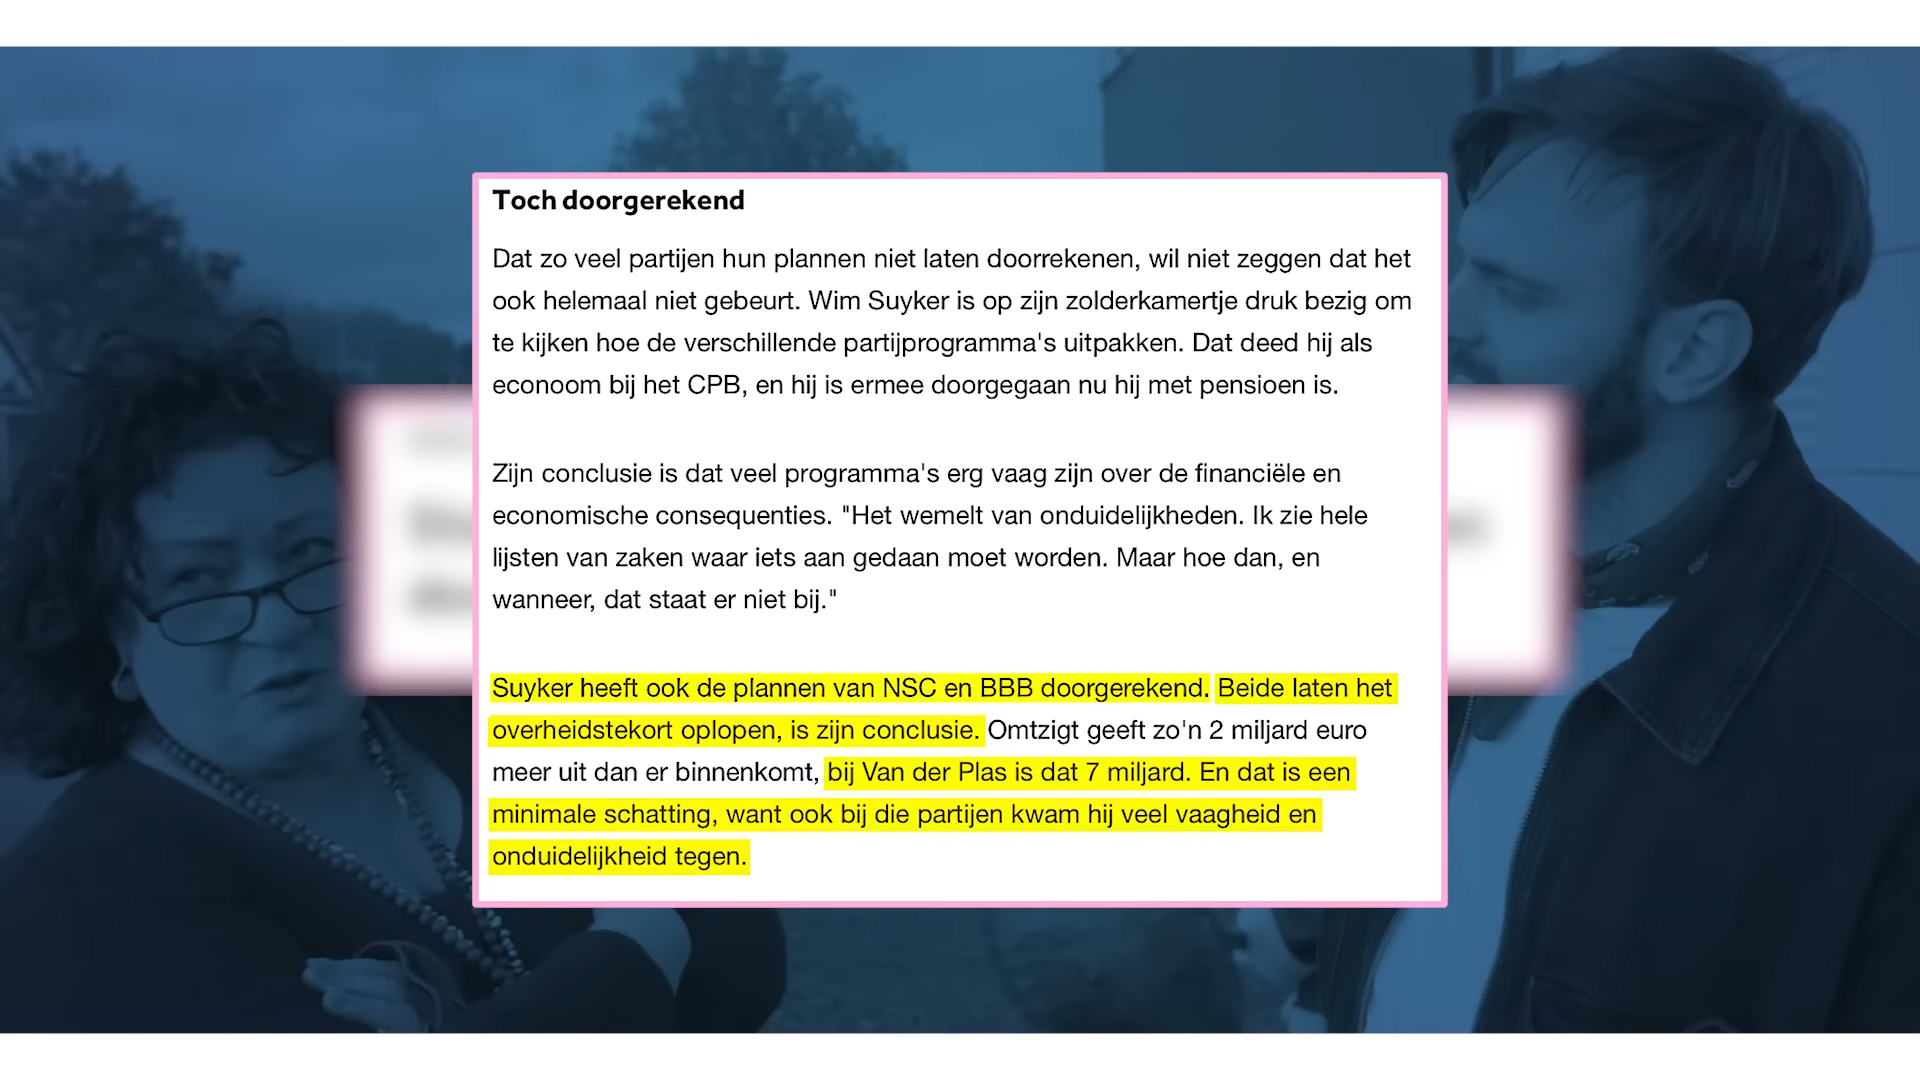 Toch doorgerekend
Dat zo veel partijen hun plannen niet laten doorrekenen, wil niet zeggen dat het
ook helemaal niet gebeurt. Wim Suyker is op zijn zolderkamertje druk bezig om
te kijken hoe de verschillende partijprogramma's uitpakken. Dat deed hij als
econoom bij het CPB, en hij is ermee doorgegaan nu hij met pensioen is.
Zijn conclusie is dat veel programma's erg vaag zijn over de financiële en
economische consequenties. "Het wemelt van onduidelijkheden. Ik zie hele
lijsten van zaken waar iets aan gedaan moet worden. Maar hoe dan, en
wanneer, dat staat er niet bij."
Suyker heeft ook de plannen van NSC en BBB doorgerekend. Beide laten het
overheidstekort oplopen, is zijn conclusie. Omtzigt geeft zo'n 2 miljard euro
meer uit dan er binnenkomt, bij Van der Plas is dat 7 miljard. En dat is een
minimale schatting, want ook bij die partijen kwam hij veel vaagheid en
onduidelijkheid tegen.